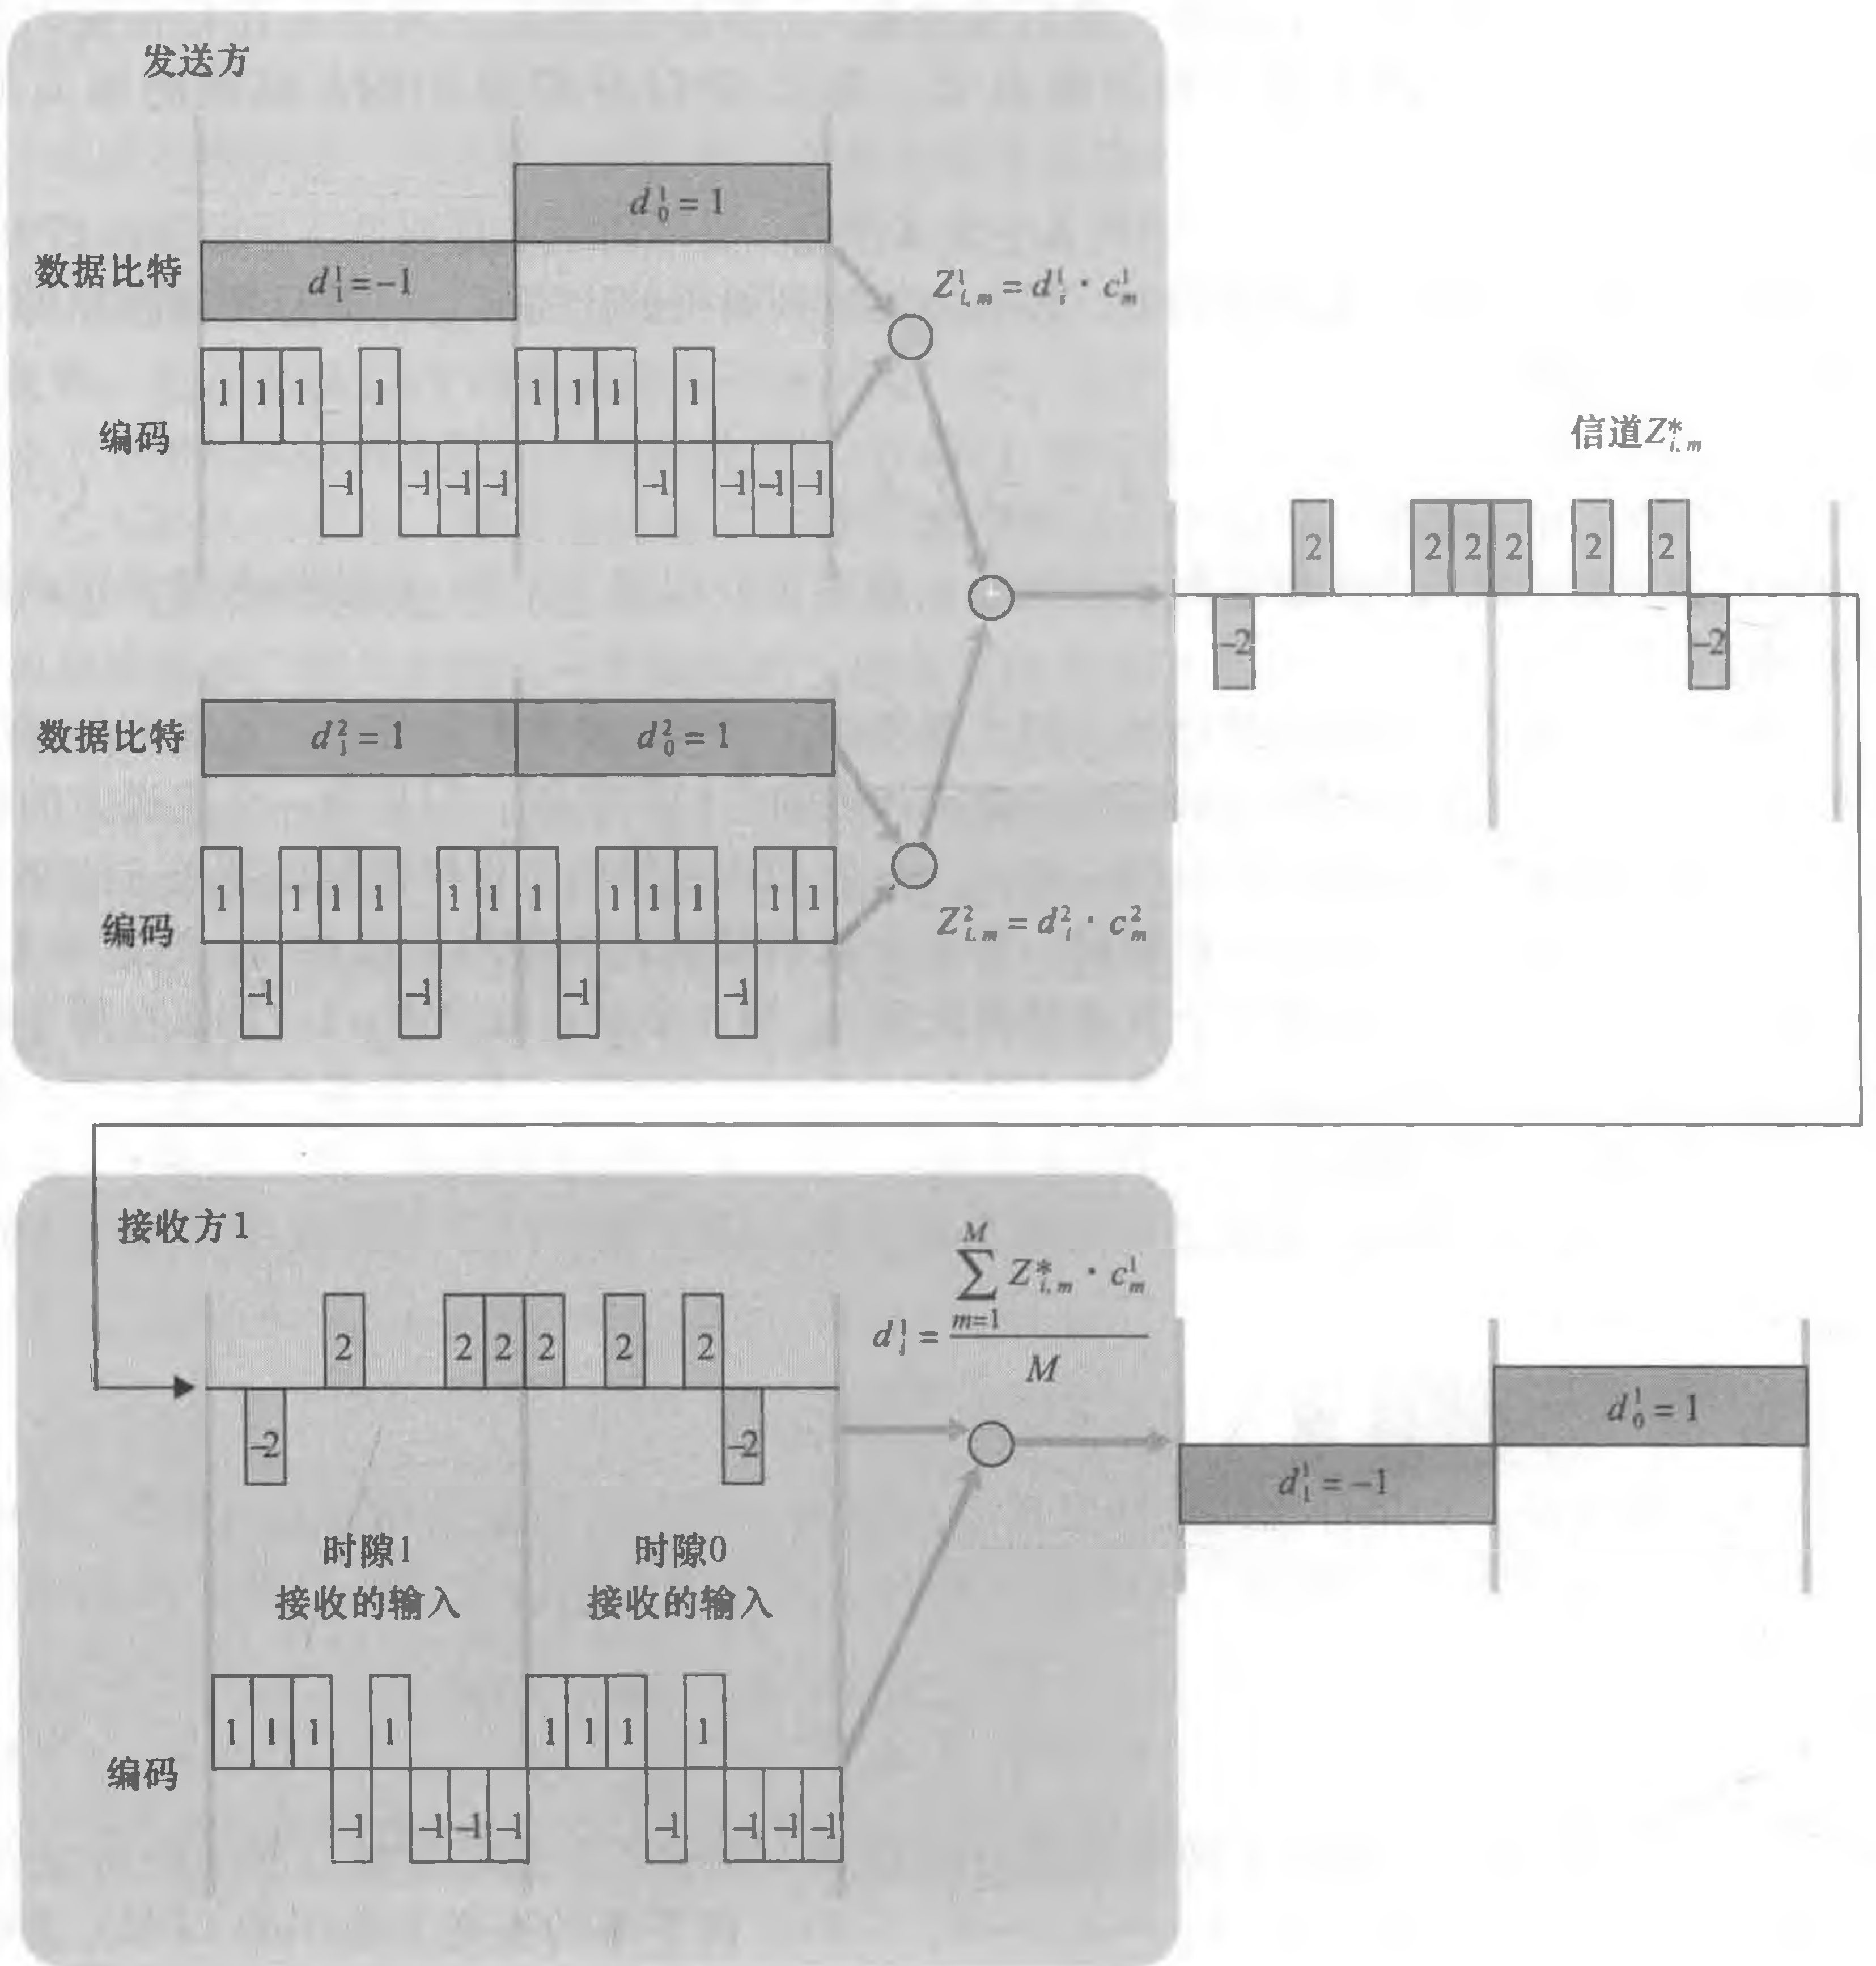 发送方
d¹₀ = 1
数据比特
d¹₁ = -1
Z¹ᵢ,ₘ = d¹ᵢ · c¹ₘ
1 1 1 1 1 1 1 1
编码
-1 -1 -1 -1 -1 -1 -1 -1
信道Z*ᵢ,ₘ
2 2 2 2 2 2
-2 -2
数据比特
d²₁ = 1 d²₀ = 1
1 1 1 1 1 1 1 1 1 1 1 1
编码
Z²ᵢ,ₘ = d²ᵢ · c²ₘ
-1 -1 -1 -1
接收方1
2 2 2 2 2 2
-2 -2
d¹ᵢ = ∑ᴹₘ₌₁ Z*ᵢ,ₘ · c¹ₘ / M
d¹₀ = 1
d¹₁ = -1
时隙1
接收的输入
时隙0
接收的输入
1 1 1 1 1 1 1 1
编码
-1 -1 -1 -1 -1 -1 -1 -1